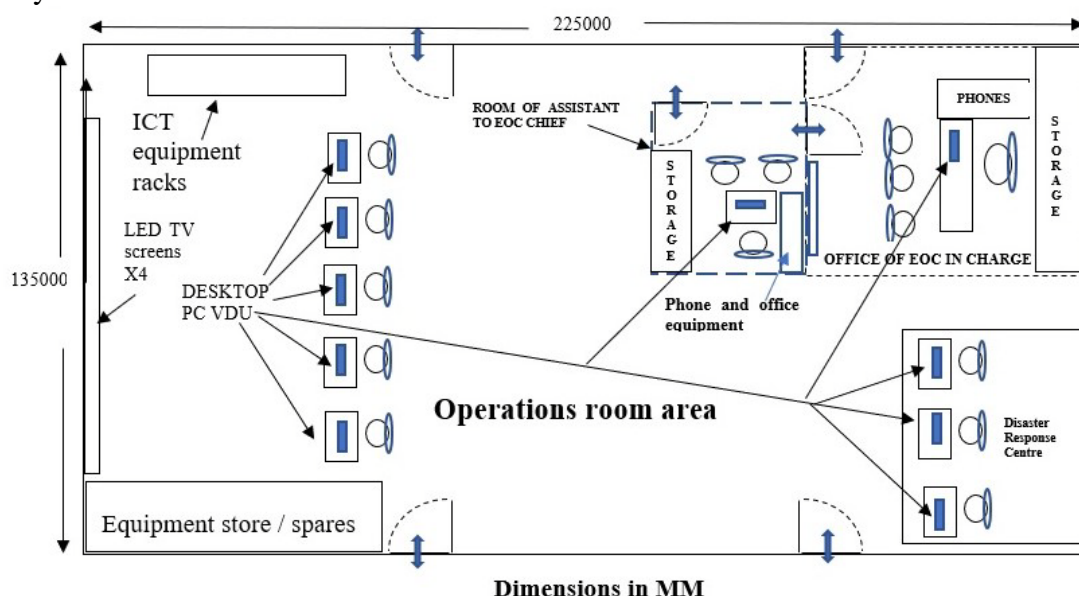 225000
ICT
equipment
racks
ROOM OF ASSISTANT
TO EOC CHIEF
PHONES
STORAGE
STORAGE
LED TV
screens
X4
135000
DESKTOP
PC VDU
OFFICE OF EOC IN CHARGE
Phone and office
equipment
Operations room area
Disaster
Response
Centre
Equipment store / spares
Dimensions in MM